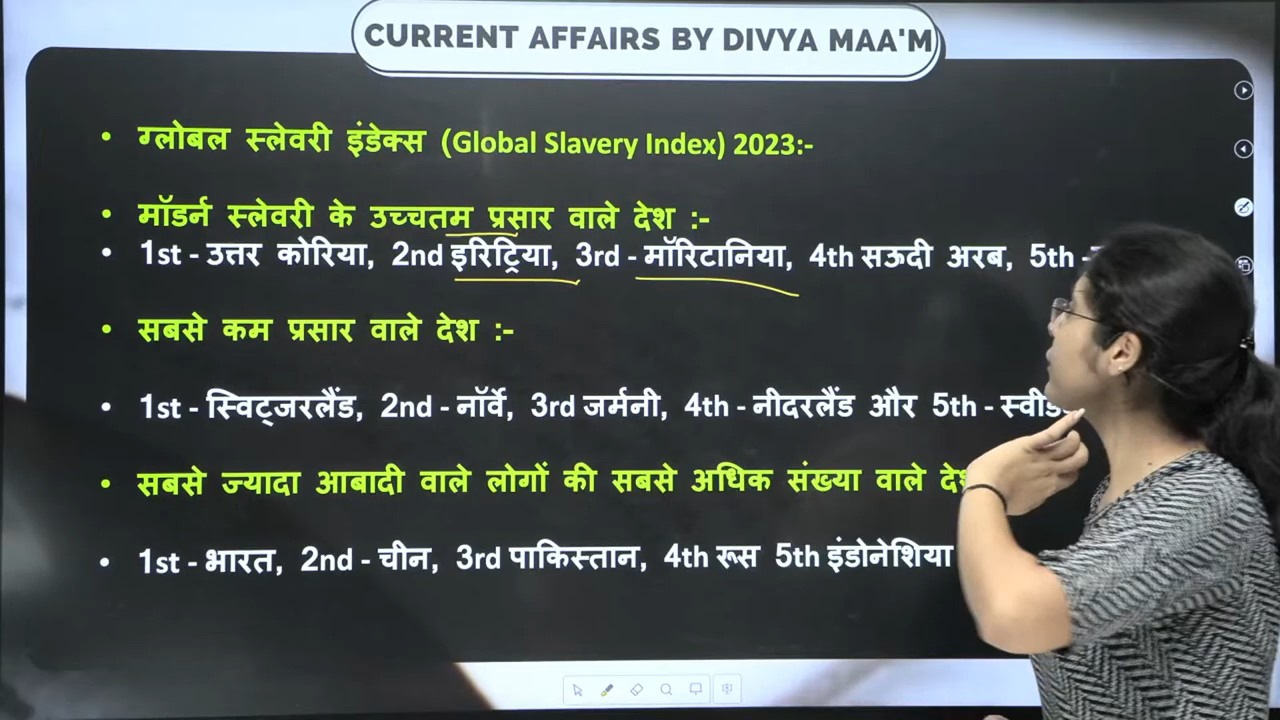 CURRENT AFFAIRS BY DIVYA MAA'M
• ग्लोबल स्लेवरी इंडेक्स (Global Slavery Index) 2023:-
• मॉडर्न स्लेवरी के उच्चतम प्रसार वाले देश :-
• 1st - उत्तर कोरिया, 2nd इरिट्रिया, 3rd - मॉरिटानिया, 4th सऊदी अरब, 5th -
• सबसे कम प्रसार वाले देश :-
• 1st - स्विट्जरलैंड, 2nd - नॉर्वे, 3rd जर्मनी, 4th - नीदरलैंड और 5th -
• सबसे ज्यादा आबादी वाले लोगों की सबसे अधिक संख्या वाले
• 1st - भारत, 2nd - चीन, 3rd पाकिस्तान, 4th रूस 5th इंडोनेशिया